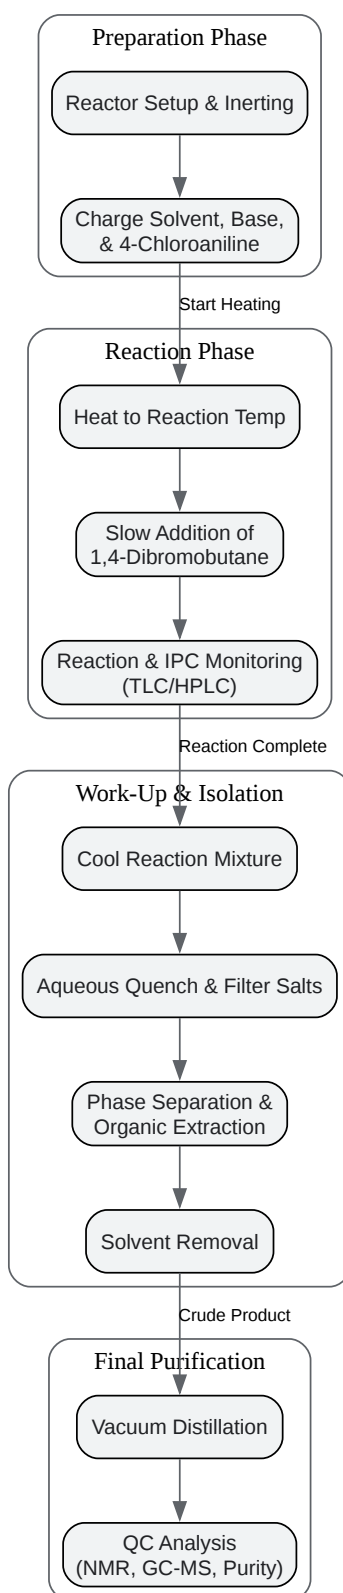 Preparation Phase
Reactor Setup & Inerting
Charge Solvent, Base,
& 4-Chloroaniline
Start Heating
Reaction Phase
Heat to Reaction Temp
Slow Addition of
1,4-Dibromobutane
Reaction & IPC Monitoring
(TLC/HPLC)
Reaction Complete
Work-Up & Isolation
Cool Reaction Mixture
Aqueous Quench & Filter Salts
Phase Separation &
Organic Extraction
Solvent Removal
Crude Product
Final Purification
Vacuum Distillation
QC Analysis
(NMR, GC-MS, Purity)